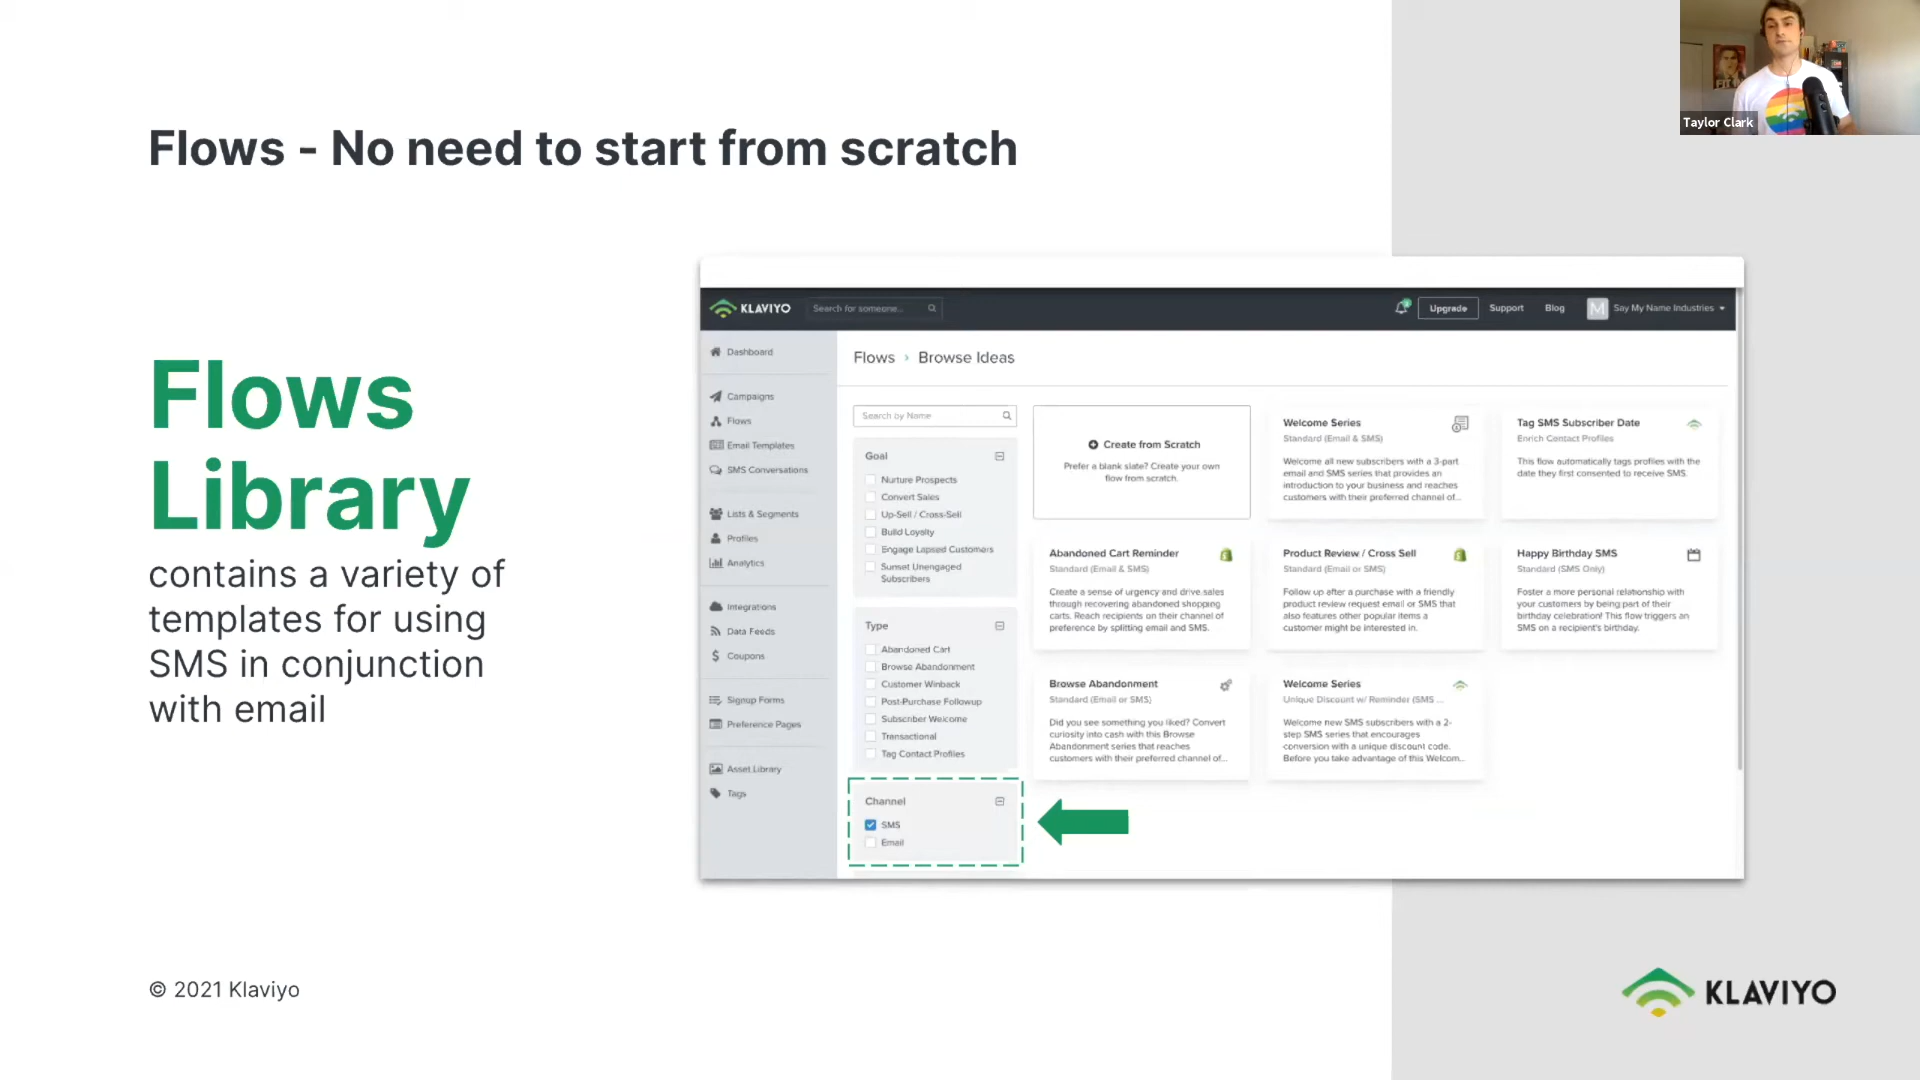 Taylor Clark
Flows - No need to start from scratch
Flows
Library
contains a variety of
templates for using
SMS in conjunction
with email
KLAVIYO
Search for someone...
Upgrade
Support
Blog
M
Say My Name Industries
Dashboard
Campaigns
Flows
Email Templates
SMS Conversations
Lists & Segments
Profiles
Analytics
Integrations
Data Feeds
Coupons
Signup Forms
Preference Pages
Asset Library
Tags
Flows › Browse Ideas
Search by Name
Goal
Nurture Prospects
Convert Sales
Up-Sell / Cross-Sell
Build Loyalty
Engage Lapsed Customers
Sunset Unengaged
Subscribers
Type
Abandoned Cart
Browse Abandonment
Customer Winback
Post-Purchase Followup
Subscriber Welcome
Transactional
Tag Contact Profiles
Channel
SMS
Email
Create from Scratch
Prefer a blank slate? Create your own
flow from scratch.
Welcome Series
Standard (Email & SMS)
Welcome all new subscribers with a 3-part
email and SMS series that provides an
introduction to your business and reaches
customers with their preferred channel of...
Tag SMS Subscriber Date
Enrich Contact Profiles
This flow automatically tags profiles with the
date they first consented to receive SMS.
Abandoned Cart Reminder
Standard (Email & SMS)
Create a sense of urgency and drive sales
through recovering abandoned shopping
carts. Reach recipients on their channel of
preference by splitting email and SMS.
Product Review / Cross Sell
Standard (Email or SMS)
Follow up after a purchase with a friendly
product review request email or SMS that
also features other popular items a
customer might be interested in.
Happy Birthday SMS
Standard (SMS Only)
Foster a more personal relationship with
your customers by being part of their
birthday celebration! This flow triggers an
SMS on a recipient's birthday.
Browse Abandonment
Standard (Email or SMS)
Did you see something you liked? Convert
curiosity into cash with this Browse
Abandonment series that reaches
customers with their preferred channel of...
Welcome Series
Unique Discount w/ Reminder (SMS ...
Welcome new SMS subscribers with a 2-
step SMS series that encourages
conversion with a unique discount code.
Before you take advantage of this Welcom...
© 2021 Klaviyo
KLAVIYO